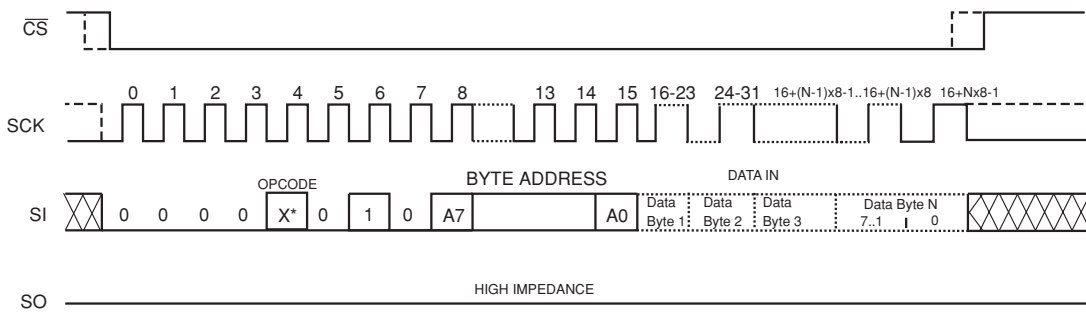 CS
0 1 2 3 4 5 6 7 8 13 14 15 16-23 24-31 16+(N-1)x8-1..16+(N-1)x8 16+Nx8-1
SCK
OPCODE BYTE ADDRESS DATA IN
SI 0 0 0 0 X* 0 1 0 A7 A0
Data Byte 1
Data Byte 2
Data Byte 3
Data Byte N
7..1 0
HIGH IMPEDANCE
SO